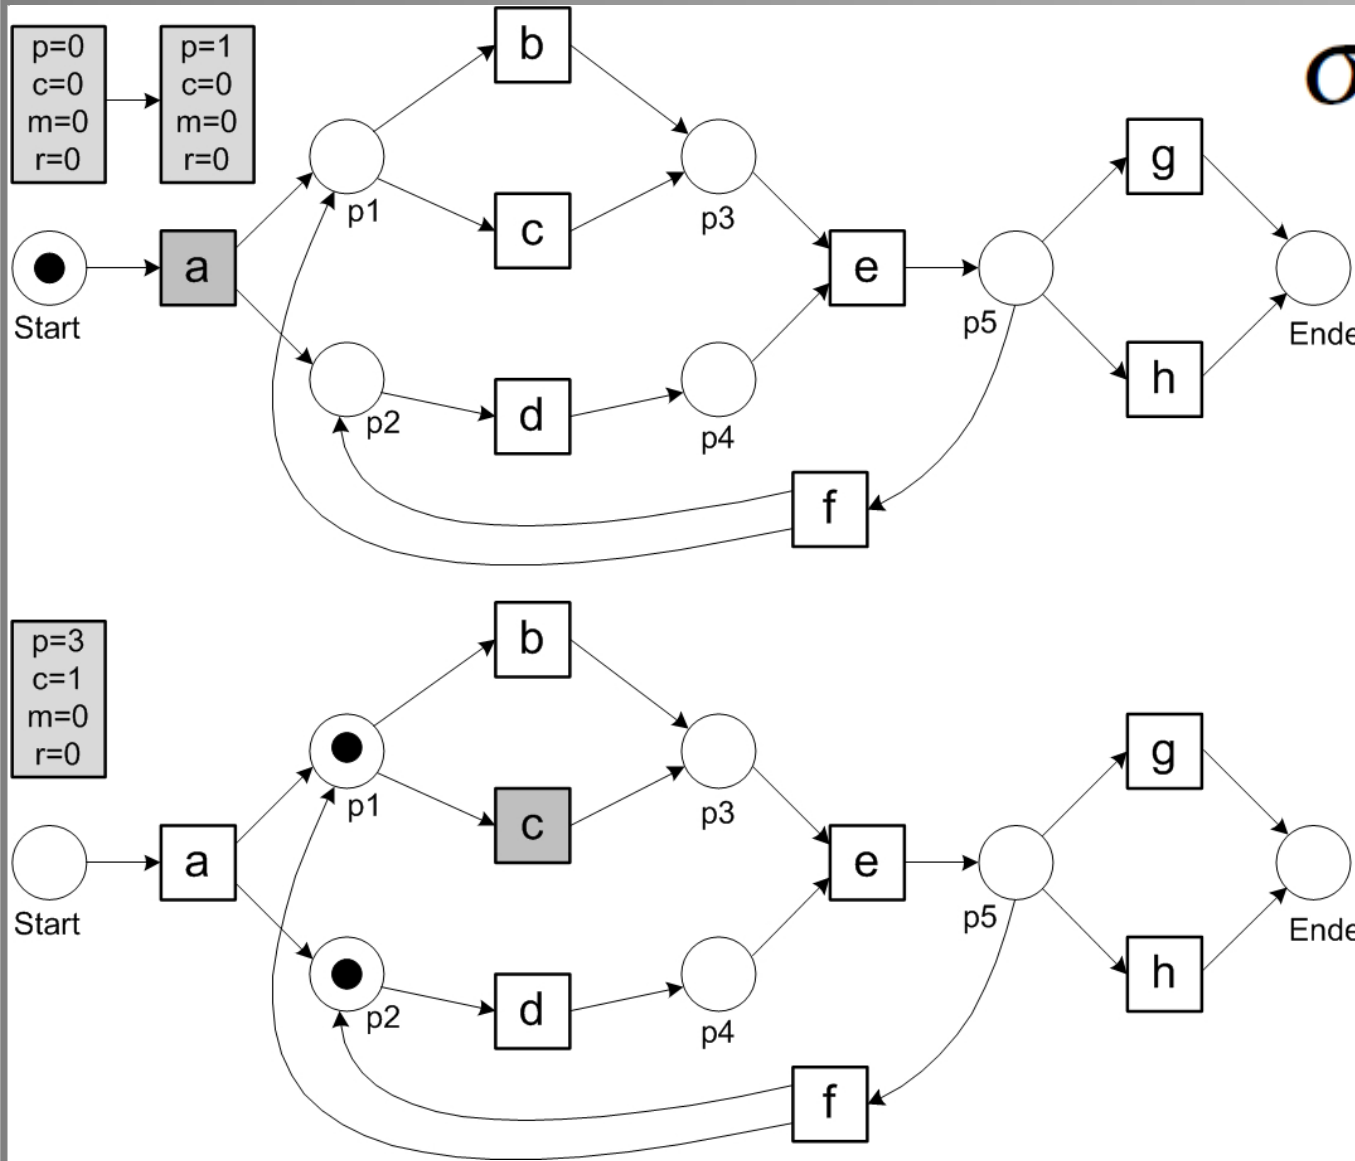 p=0
c=0
m=0
r=0
p=1
c=0
m=0
r=0
σ
b
g
p1
c
p3
a
e
Start
p5
Ende
h
p2
d
p4
f
p=3
c=1
m=0
r=0
b
g
p1
c
p3
a
e
Start
p5
Ende
h
p2
d
p4
f